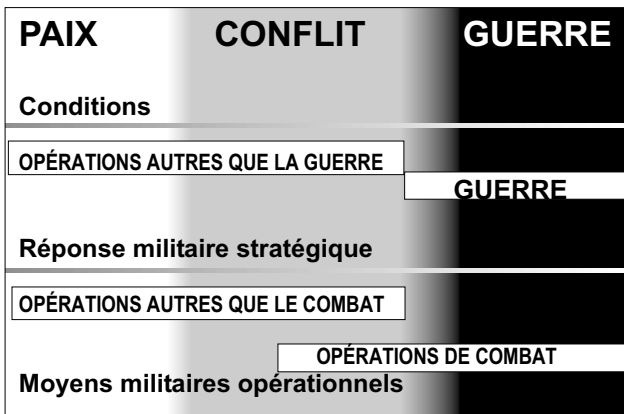 PAIX CONFLIT GUERRE
Conditions
OPÉRATIONS AUTRES QUE LA GUERRE
GUERRE
Réponse militaire stratégique
OPÉRATIONS AUTRES QUE LE COMBAT
OPÉRATIONS DE COMBAT
Moyens militaires opérationnels